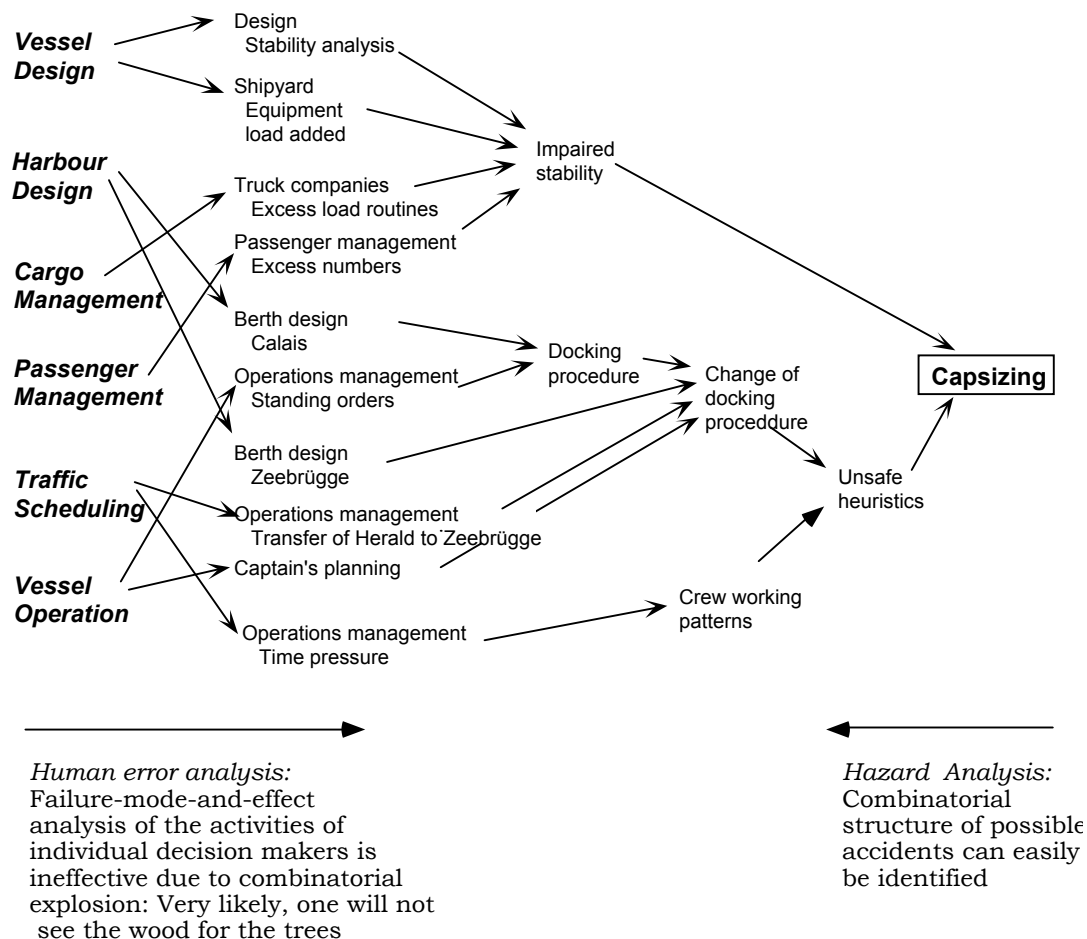 Vessel
Design
Harbour
Design
Cargo
Management
Passenger
Management
Traffic
Scheduling
Vessel
Operation
Design
Stability analysis
Shipyard
Equipment
load added
Truck companies
Excess load routines
Passenger management
Excess numbers
Berth design
Calais
Operations management
Standing orders
Berth design
Zeebrügge
Operations management
Transfer of Herald to Zeebrügge
Captain's planning
Operations management
Time pressure
Impaired
stability
Docking
procedure
Change of
docking
proceddure
Crew working
patterns
Unsafe
heuristics
Capsizing
Human error analysis:
Failure-mode-and-effect
analysis of the activities of
individual decision makers is
ineffective due to combinatorial
explosion: Very likely, one will not
see the wood for the trees
Hazard Analysis:
Combinatorial
structure of possible
accidents can easily
be identified